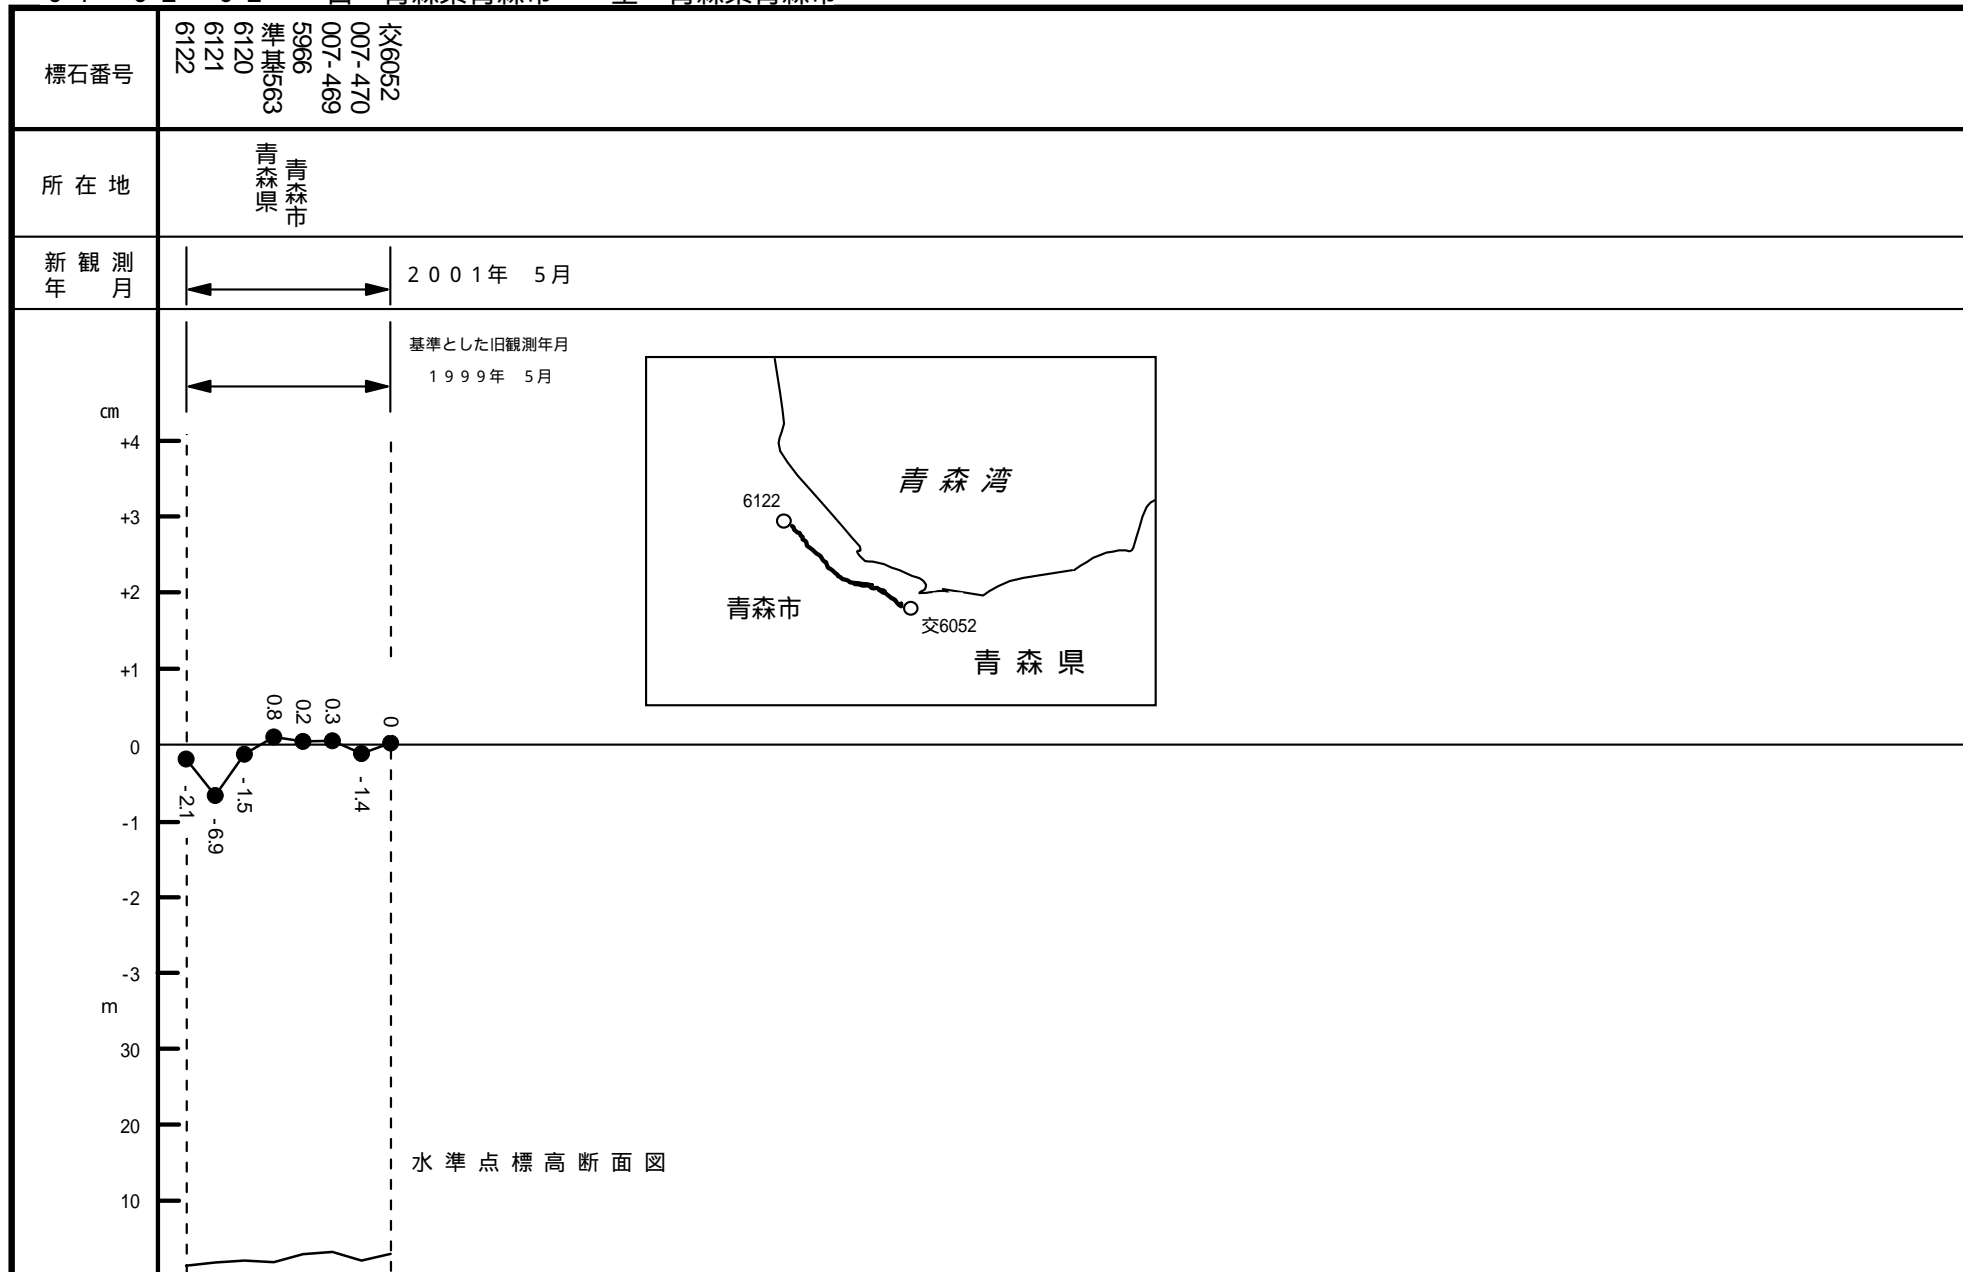 標石番号
6122
6121
6120
準基563
5966
007-469
007-470
交6052
所在地
青森県
青森市
新観測
年月
2001年 5月
基準とした旧観測年月
1999年 5月
cm
+4
+3
+2
+1
0
-1
-2
-3
-2.1
-6.9
-1.5
0.8
0.2
0.3
-1.4
0
青森湾
6122
青森市
交6052
青森県
m
30
20
10
水準点標高断面図